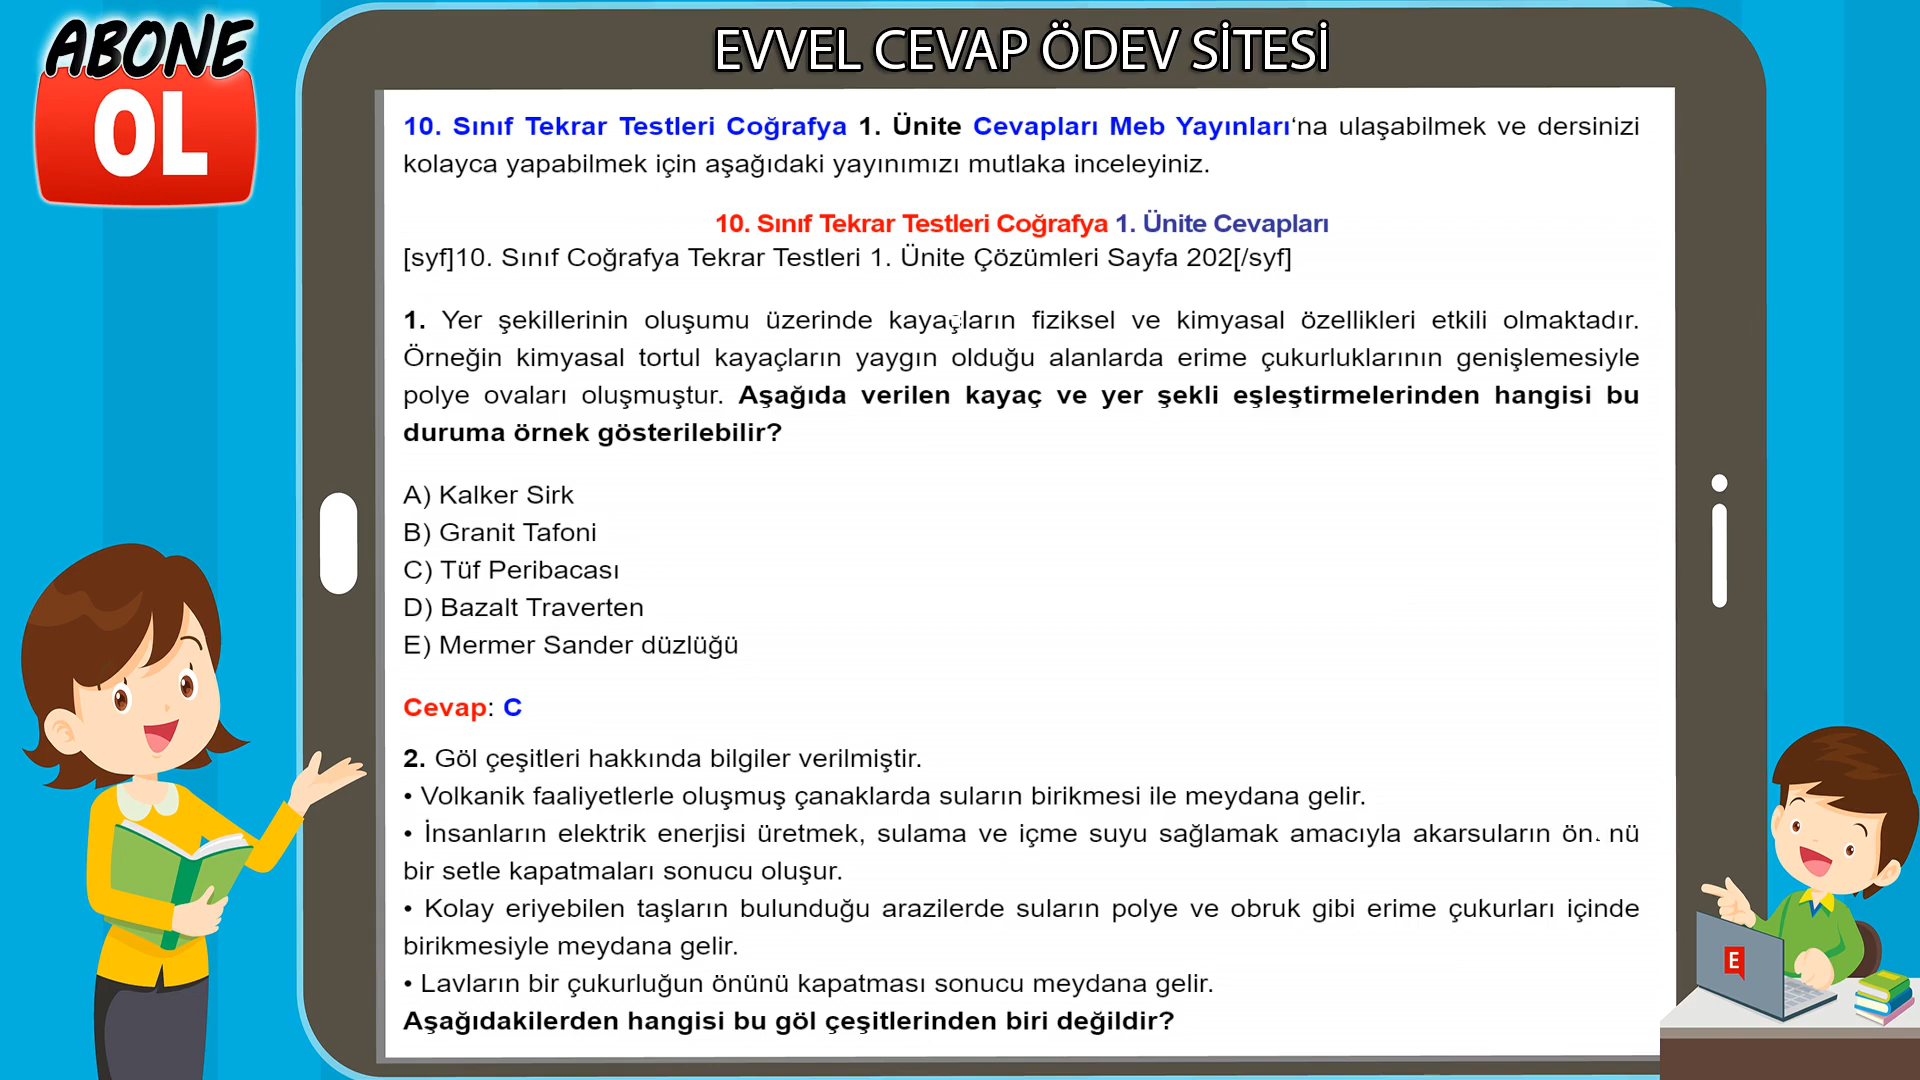 ABONE
OL
EVVEL CEVAP ÖDEV SİTESİ
10. Sınıf Tekrar Testleri Coğrafya 1. Ünite Cevapları Meb Yayınları‘na ulaşabilmek ve dersinizi
kolayca yapabilmek için aşağıdaki yayınımızı mutlaka inceleyiniz.
10. Sınıf Tekrar Testleri Coğrafya 1. Ünite Cevapları
[syf]10. Sınıf Coğrafya Tekrar Testleri 1. Ünite Çözümleri Sayfa 202[/syf]
1. Yer şekillerinin oluşumu üzerinde kayaçların fiziksel ve kimyasal özellikleri etkili olmaktadır.
Örneğin kimyasal tortul kayaçların yaygın olduğu alanlarda erime çukurluklarının genişlemesiyle
polye ovaları oluşmuştur. Aşağıda verilen kayaç ve yer şekli eşleştirmelerinden hangisi bu
duruma örnek gösterilebilir?
A) Kalker Sirk
B) Granit Tafoni
C) Tüf Peribacası
D) Bazalt Traverten
E) Mermer Sander düzlüğü
Cevap: C
2. Göl çeşitleri hakkında bilgiler verilmiştir.
• Volkanik faaliyetlerle oluşmuş çanaklarda suların birikmesi ile meydana gelir.
• İnsanların elektrik enerjisi üretmek, sulama ve içme suyu sağlamak amacıyla akarsuların ön. nü
bir setle kapatmaları sonucu oluşur.
• Kolay eriyebilen taşların bulunduğu arazilerde suların polye ve obruk gibi erime çukurları içinde
birikmesiyle meydana gelir.
• Lavların bir çukurluğun önünü kapatması sonucu meydana gelir.
Aşağıdakilerden hangisi bu göl çeşitlerinden biri değildir?
E